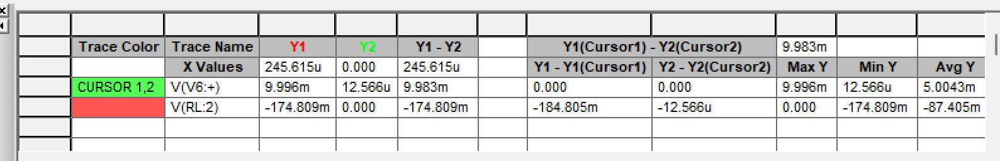 Trace Color Trace Name Y1 Y2 Y1 - Y2 Y1(Cursor1) - Y2(Cursor2) 9.983m
X Values 245.615u 0.000 245.615u Y1 - Y1(Cursor1) Y2 - Y2(Cursor2) Max Y Min Y Avg Y
CURSOR 1,2 V(V6:+) 9.996m 12.566u 9.983m 0.000 0.000 9.996m 12.566u 5.0043m
V(RL:2) -174.809m 0.000 -174.809m -184.805m -12.566u 0.000 -174.809m -87.405m